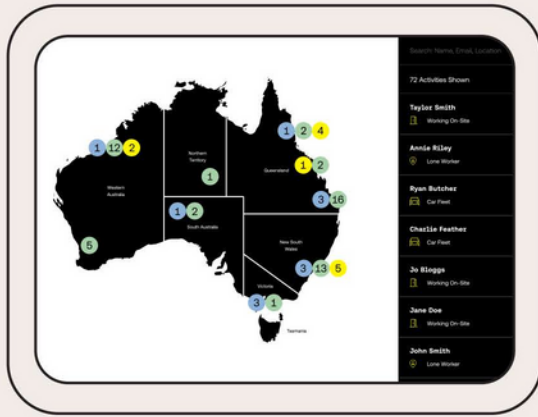 Search: Name, Email, Location
72 Activities Shown
Taylor Smith
Working On-Site
Annie Riley
Lone Worker
Ryan Butcher
Car Fleet
Charlie Feather
Car Fleet
Jo Bloggs
Working On-Site
Jane Doe
Working On-Site
John Smith
Lone Worker
1 2 4
1 12 2
Northern
Territory
1
1 2
Queensland
Western
Australia
3 16
1 2
South Australia
5
New South
Wales
3 13 5
Victoria
3 1
Tasmania